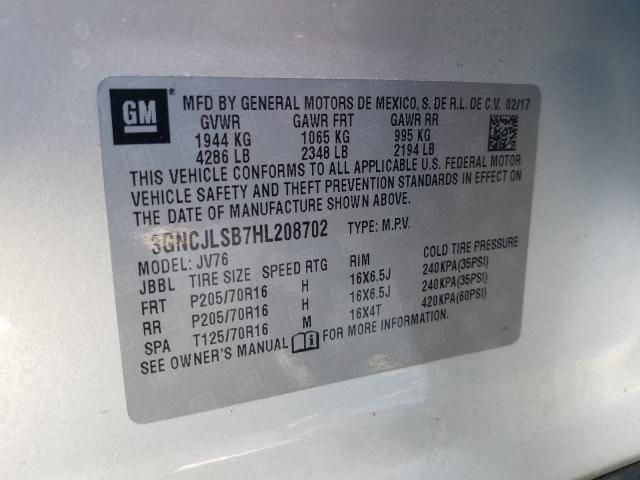 GM
MFD BY GENERAL MOTORS DE MEXICO, S. DE R.L. DE C.V. 02/17
GVWR GAWR FRT GAWR RR
1944 KG 1065 KG 995 KG
4286 LB 2348 LB 2194 LB
THIS VEHICLE CONFORMS TO ALL APPLICABLE U.S. FEDERAL MOTOR
VEHICLE SAFETY AND THEFT PREVENTION STANDARDS IN EFFECT ON
THE DATE OF MANUFACTURE SHOWN ABOVE.
3GNCJLSB7HL208702 TYPE: M.P.V.
MODEL: JV76
JBBL TIRE SIZE SPEED RTG RIM COLD TIRE PRESSURE
FRT P205/70R16 H 16X6.5J 240KPA(35PSI)
RR P205/70R16 H 16X6.5J 240KPA(35PSI)
SPA T125/70R16 M 16X4T 420KPA(60PSI)
SEE OWNER'S MANUAL FOR MORE INFORMATION.